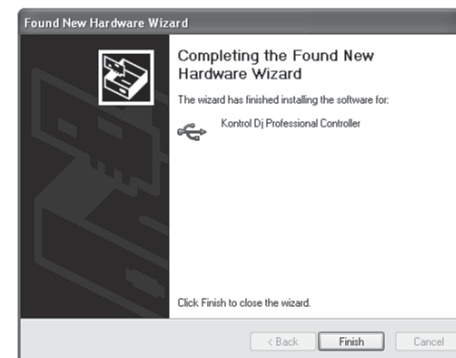 Found New Hardware Wizard
Completing the Found New
Hardware Wizard
The wizard has finished installing the software for:
Kontrol Dj Professional Controller
Click Finish to close the wizard.
< Back
Finish
Cancel